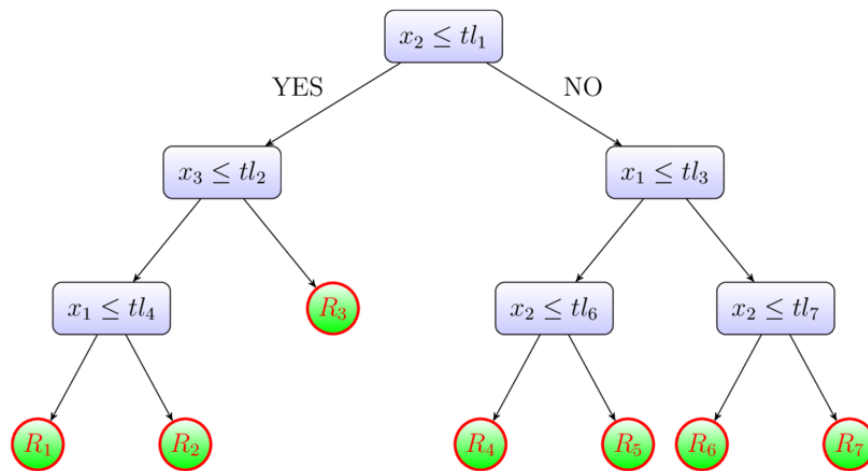 x₂ ≤ tl₁
YES NO
x₃ ≤ tl₂ x₁ ≤ tl₃
x₁ ≤ tl₄ R₃ x₂ ≤ tl₆ x₂ ≤ tl₇
R₁ R₂ R₄ R₅ R₆ R₇